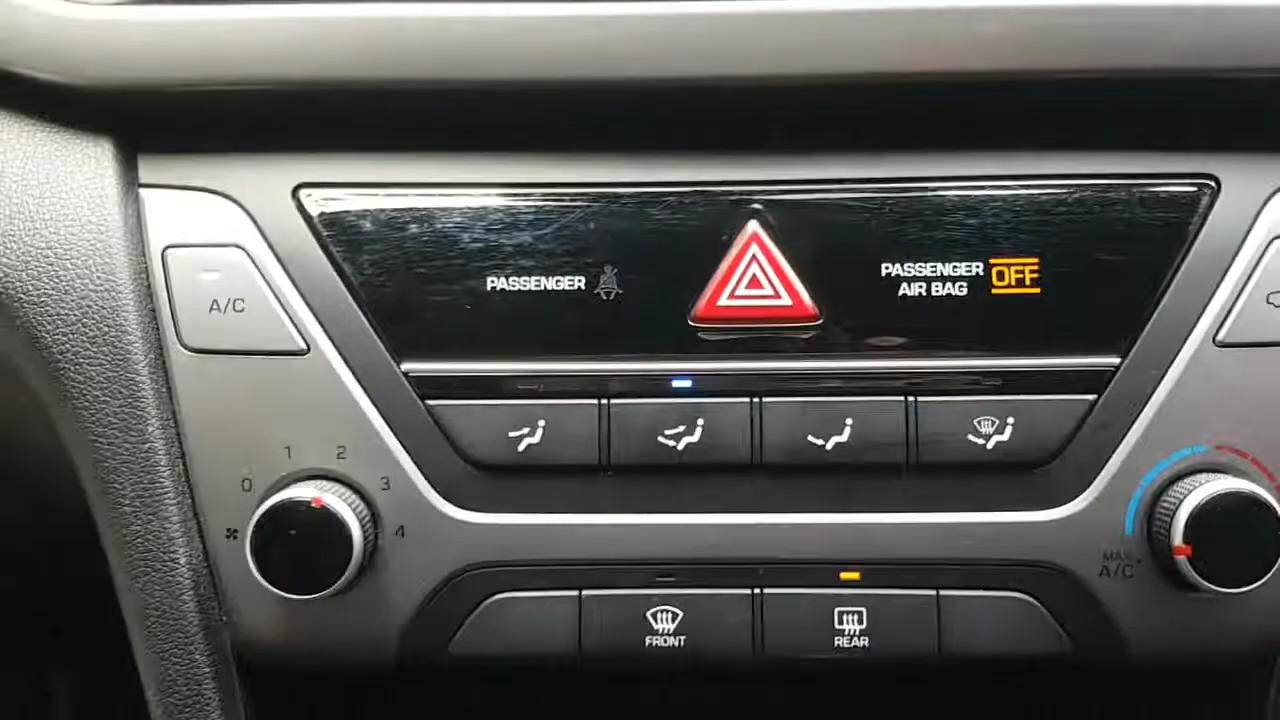 PASSENGER
PASSENGER OFF
AIR BAG
A/C
0
1
2
3
4
MAX
A/C
FRONT
REAR